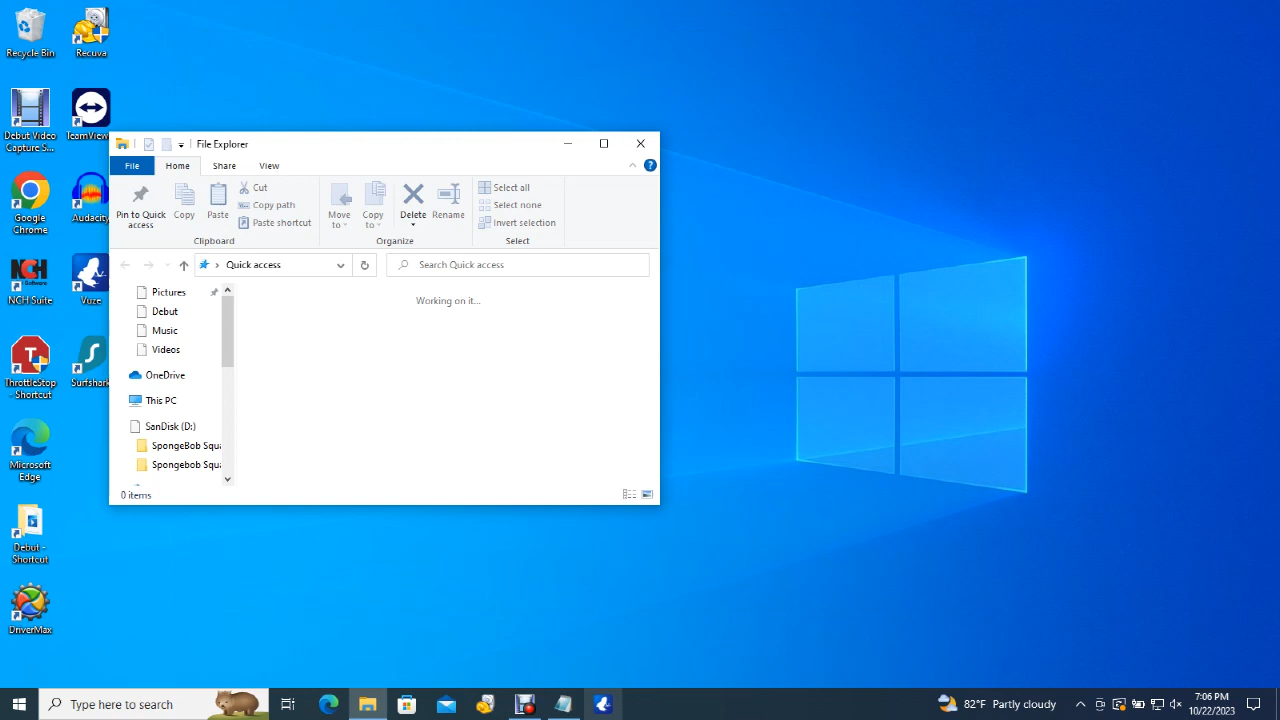 Recycle Bin
Recuva
Debut Video
Capture S...
TeamView
Google
Chrome
Audacity
NCH Suite
Vuze
ThrottleStop
- Shortcut
Surfshark
Microsoft
Edge
Debut -
Shortcut
DriverMax
File Explorer
File
Home
Share
View
Pin to Quick
access
Copy
Paste
Cut
Copy path
Paste shortcut
Clipboard
Move
to
Copy
to
Delete
Rename
Organize
Select all
Select none
Invert selection
Select
Quick access
Search Quick access
Pictures
Debut
Music
Videos
OneDrive
This PC
SanDisk (D:)
SpongeBob Squa
Spongebob Squa
Working on it...
0 items
Type here to search
82°F Partly cloudy
7:06 PM
10/22/2023